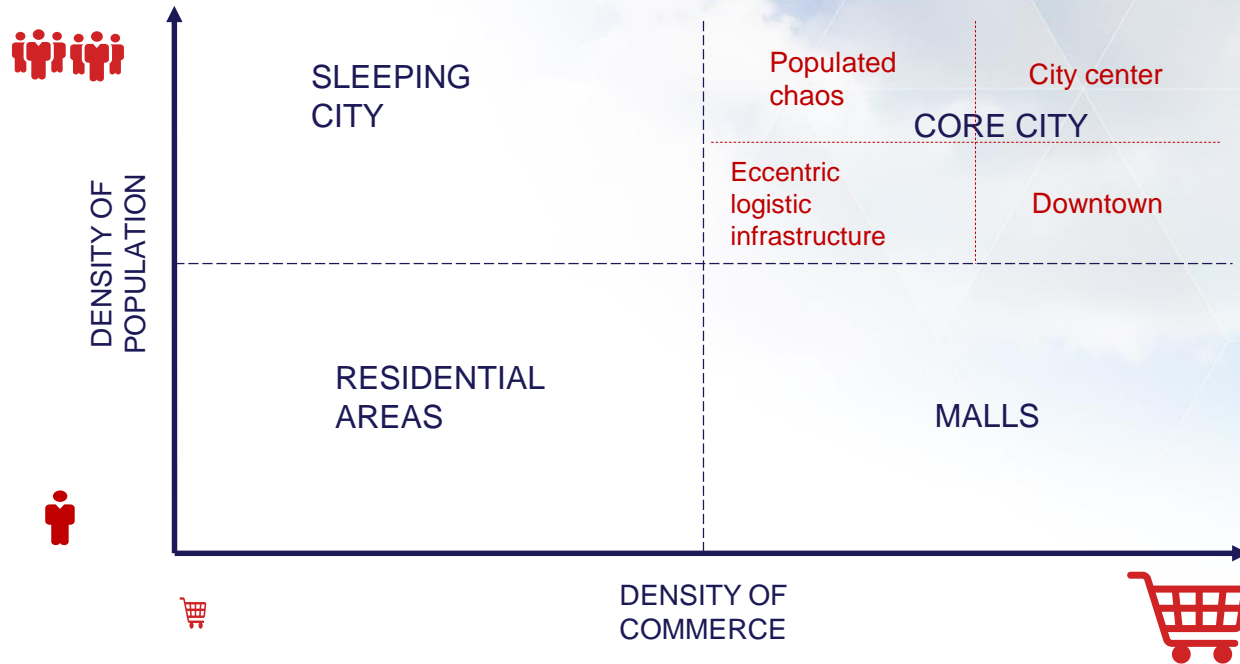 SLEEPING
CITY
Populated
chaos
City center
CORE CITY
Eccentric
logistic
infrastructure
Downtown
DENSITY OF
POPULATION
RESIDENTIAL
AREAS
MALLS
DENSITY OF
COMMERCE